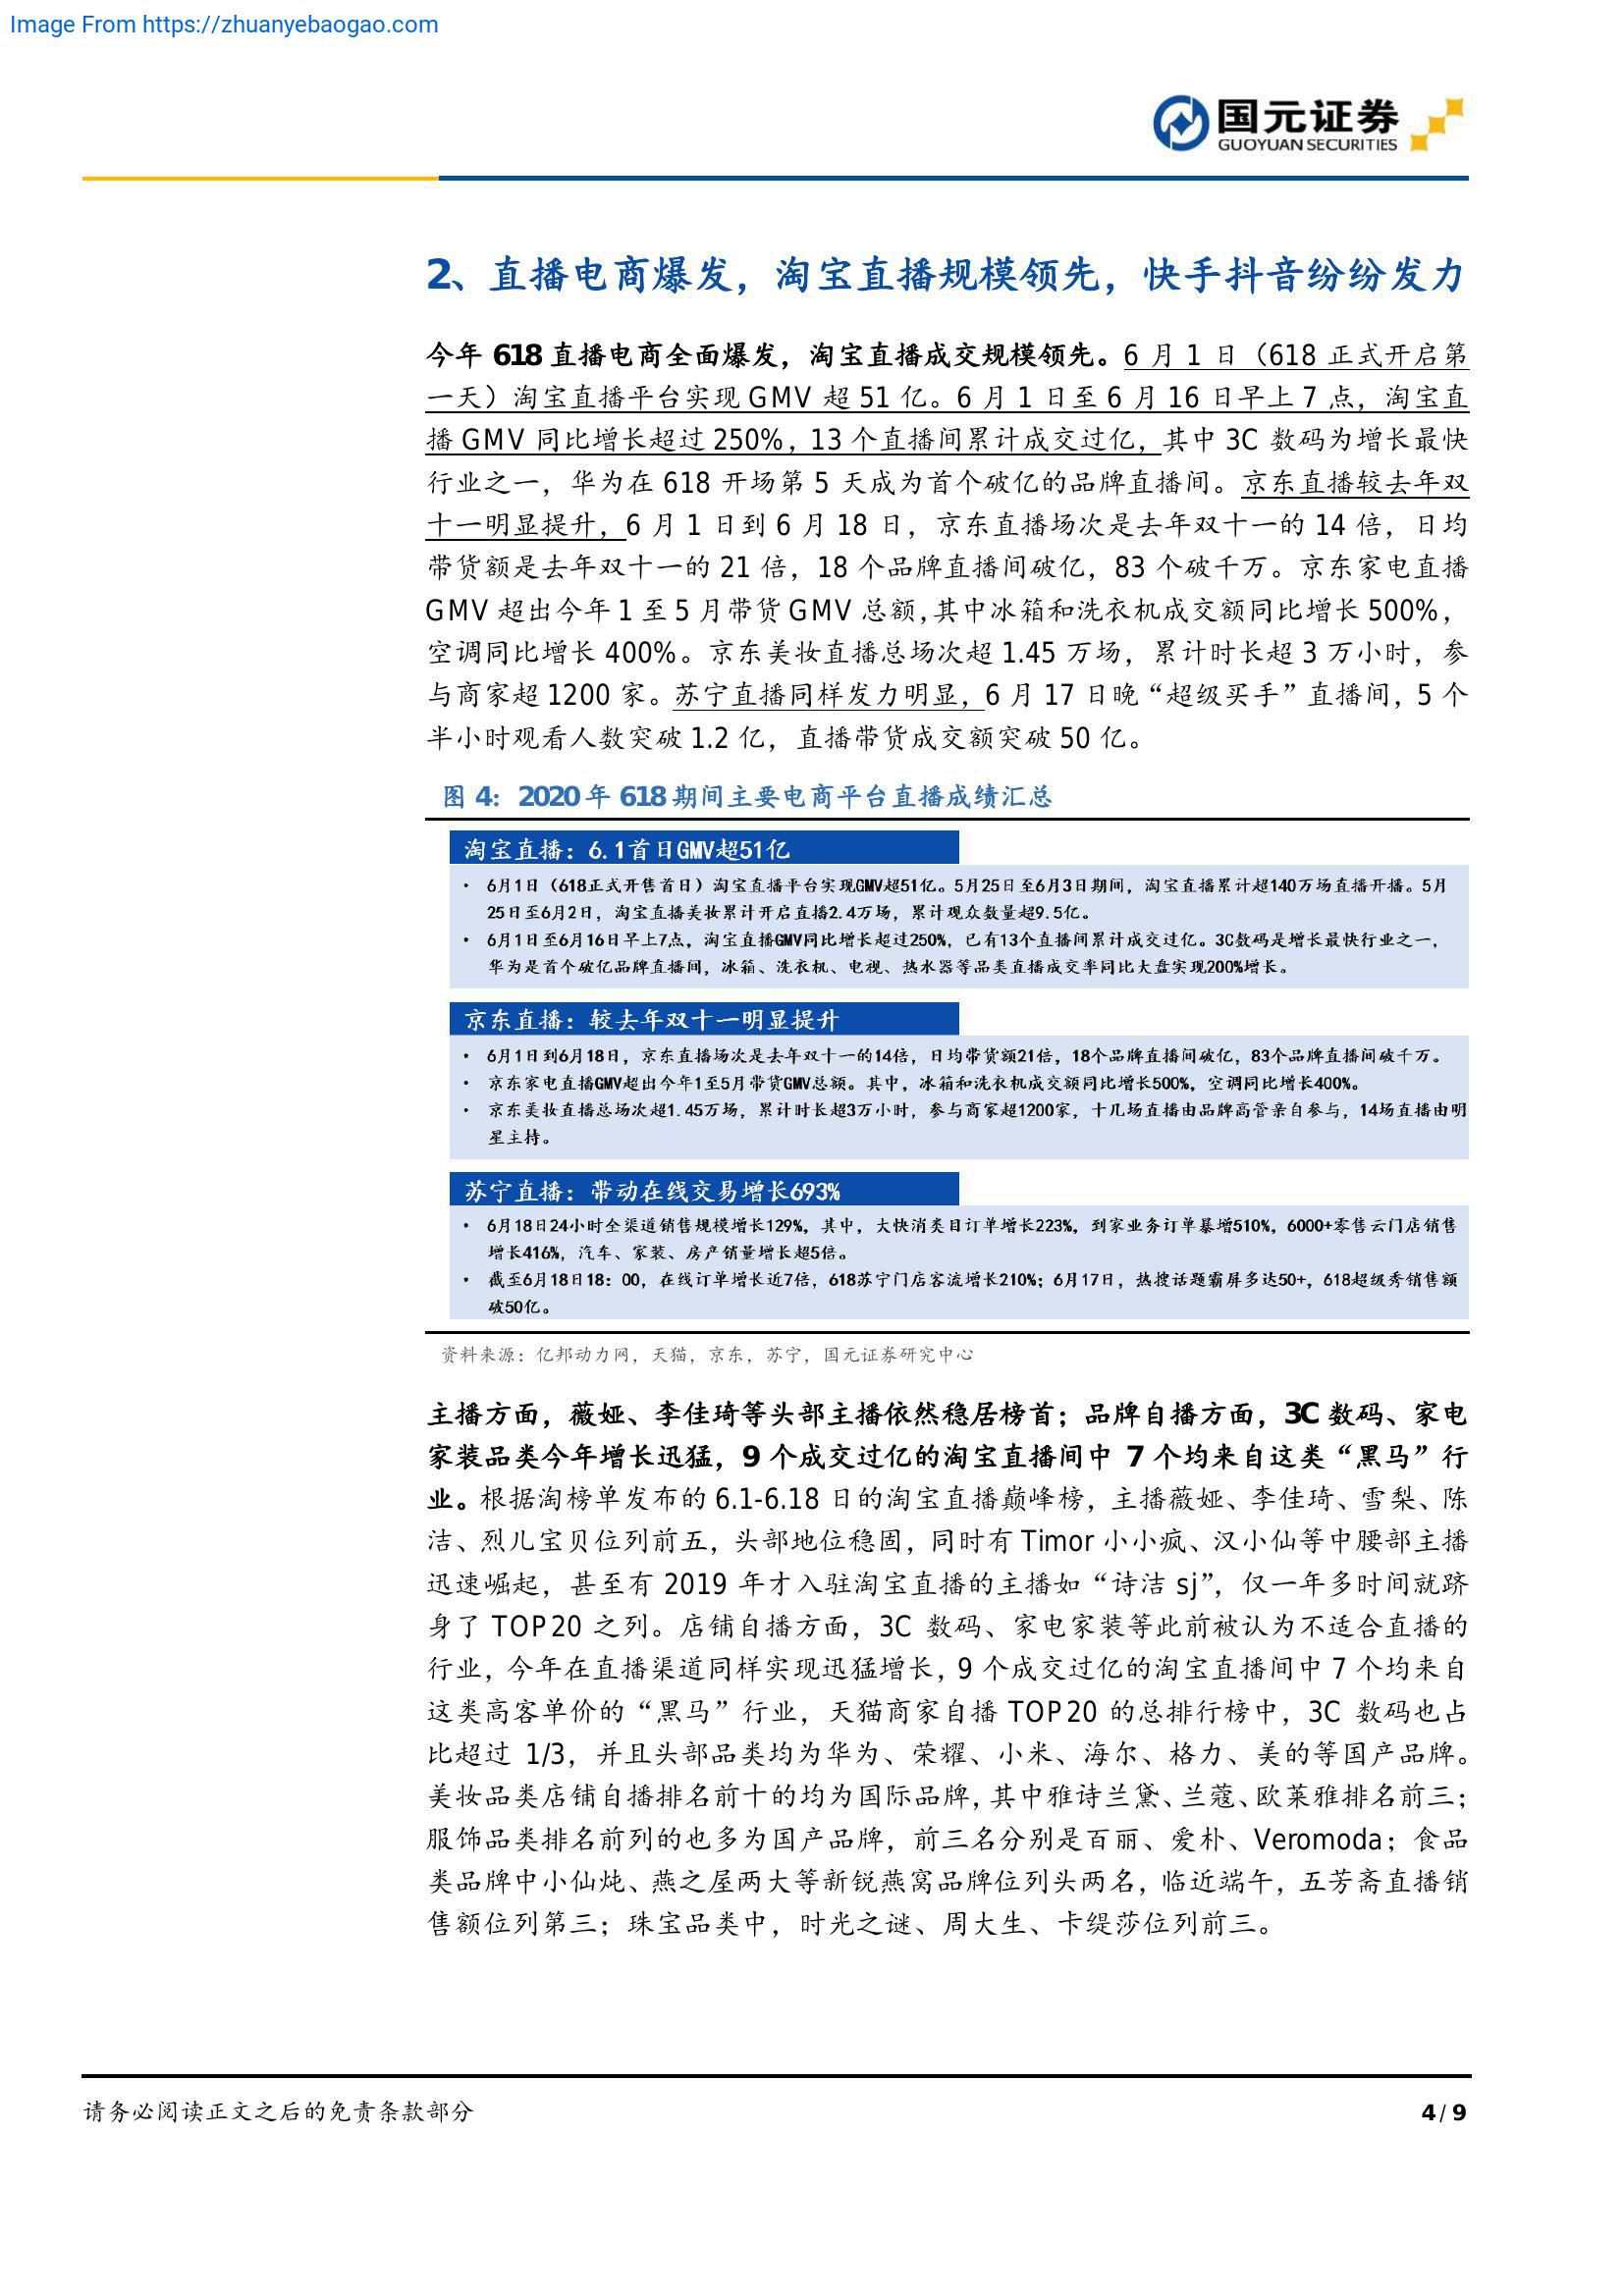 Image From https://zhuanyebaogao.com
国元证券
GUOYUAN SECURITIES
2、直播电商爆发，淘宝直播规模领先，快手抖音纷纷发力
今年 618 直播电商全面爆发，淘宝直播成交规模领先。6 月 1 日（618 正式开启第
一天）淘宝直播平台实现 GMV 超 51 亿。6 月 1 日至 6 月 16 日早上 7 点，淘宝直
播 GMV 同比增长超过 250%，13 个直播间累计成交过亿，其中 3C 数码为增长最快
行业之一，华为在 618 开场第 5 天成为首个破亿的品牌直播间。京东直播较去年双
十一明显提升，6 月 1 日到 6 月 18 日，京东直播场次是去年双十一的 14 倍，日均
带货额是去年双十一的 21 倍，18 个品牌直播间破亿，83 个破千万。京东家电直播
GMV 超出今年 1 至 5 月带货 GMV 总额,其中冰箱和洗衣机成交额同比增长 500%，
空调同比增长 400%。京东美妆直播总场次超 1.45 万场，累计时长超 3 万小时，参
与商家超 1200 家。苏宁直播同样发力明显，6 月 17 日晚“超级买手”直播间，5 个
半小时观看人数突破 1.2 亿，直播带货成交额突破 50 亿。
图 4：2020 年 618 期间主要电商平台直播成绩汇总
淘宝直播：6.1首日GMV超51亿
• 6月1日（618正式开售首日）淘宝直播平台实现GMV超51亿。5月25日至6月3日期间，淘宝直播累计超140万场直播开播。5月
25日至6月2日，淘宝直播美妆累计开启直播2.4万场，累计观众数量超9.5亿。
• 6月1日至6月16日早上7点，淘宝直播GMV同比增长超过250%，已有13个直播间累计成交过亿。3C数码是增长最快行业之一，
华为是首个破亿品牌直播间，冰箱、洗衣机、电视、热水器等品类直播成交率同比大盘实现200%增长。
京东直播：较去年双十一明显提升
• 6月1日到6月18日，京东直播场次是去年双十一的14倍，日均带货额21倍，18个品牌直播间破亿，83个品牌直播间破千万。
• 京东家电直播GMV超出今年1至5月带货GMV总额。其中，冰箱和洗衣机成交额同比增长500%，空调同比增长400%。
• 京东美妆直播总场次超1.45万场，累计时长超3万小时，参与商家超1200家，十几场直播由品牌高管亲自参与，14场直播由明
星主持。
苏宁直播：带动在线交易增长693%
• 6月18日24小时全渠道销售规模增长129%，其中，大快消类目订单增长223%，到家业务订单暴增510%，6000+零售云门店销售
增长416%，汽车、家装、房产销量增长超5倍。
• 截至6月18日18：00，在线订单增长近7倍，618苏宁门店客流增长210%；6月17日，热搜话题霸屏多达50+，618超级秀销售额
破50亿。
资料来源：亿邦动力网，天猫，京东，苏宁，国元证券研究中心
主播方面，薇娅、李佳琦等头部主播依然稳居榜首；品牌自播方面，3C 数码、家电
家装品类今年增长迅猛，9 个成交过亿的淘宝直播间中 7 个均来自这类“黑马”行
业。根据淘榜单发布的 6.1-6.18 日的淘宝直播巅峰榜，主播薇娅、李佳琦、雪梨、陈
洁、烈儿宝贝位列前五，头部地位稳固，同时有 Timor 小小疯、汉小仙等中腰部主播
迅速崛起，甚至有 2019 年才入驻淘宝直播的主播如“诗洁 sj”，仅一年多时间就跻
身了 TOP20 之列。店铺自播方面，3C 数码、家电家装等此前被认为不适合直播的
行业，今年在直播渠道同样实现迅猛增长，9 个成交过亿的淘宝直播间中 7 个均来自
这类高客单价的“黑马”行业，天猫商家自播 TOP20 的总排行榜中，3C 数码也占
比超过 1/3，并且头部品类均为华为、荣耀、小米、海尔、格力、美的等国产品牌。
美妆品类店铺自播排名前十的均为国际品牌，其中雅诗兰黛、兰蔻、欧莱雅排名前三；
服饰品类排名前列的也多为国产品牌，前三名分别是百丽、爱朴、Veromoda；食品
类品牌中小仙炖、燕之屋两大等新锐燕窝品牌位列头两名，临近端午，五芳斋直播销
售额位列第三；珠宝品类中，时光之谜、周大生、卡缇莎位列前三。
请务必阅读正文之后的免责条款部分
4 / 9